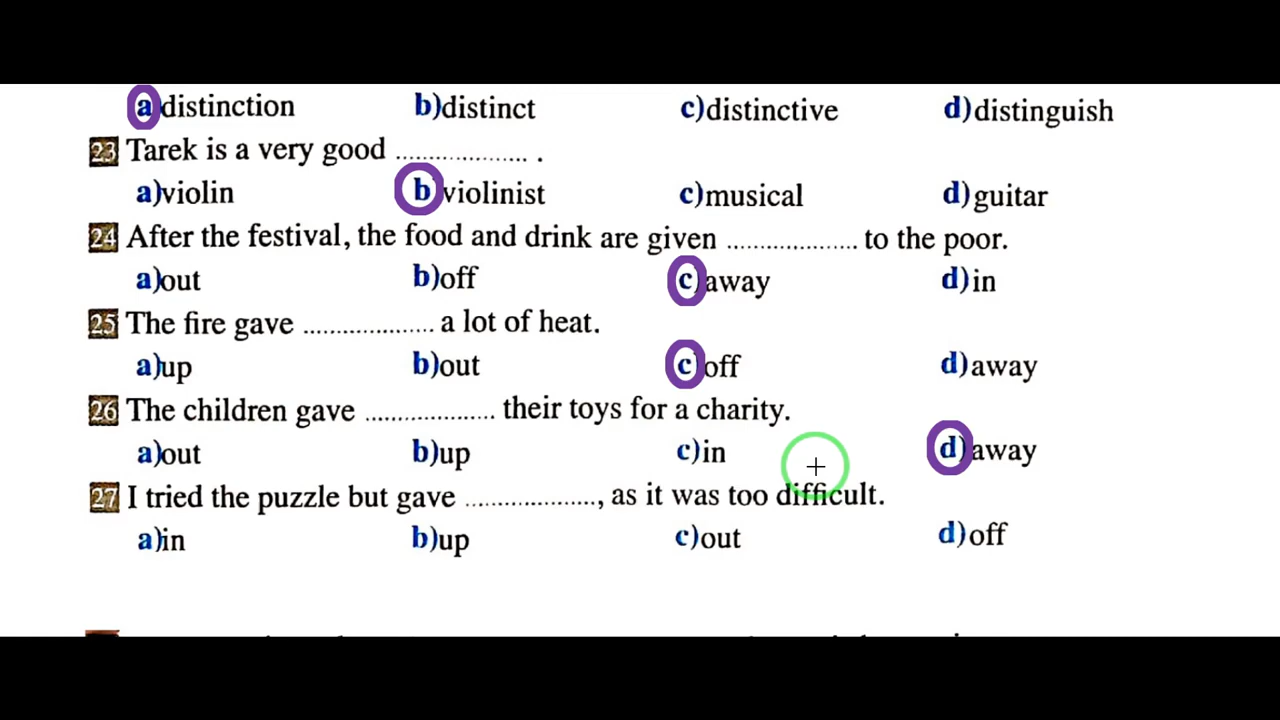 a)distinction b)distinct c)distinctive d)distinguish
23 Tarek is a very good .................... .
a)violin b)violinist c)musical d)guitar
24 After the festival, the food and drink are given .................... to the poor.
a)out b)off c)away d)in
25 The fire gave .................... a lot of heat.
a)up b)out c)off d)away
26 The children gave .................... their toys for a charity.
a)out b)up c)in d)away
27 I tried the puzzle but gave ...................., as it was too difficult.
a)in b)up c)out d)off